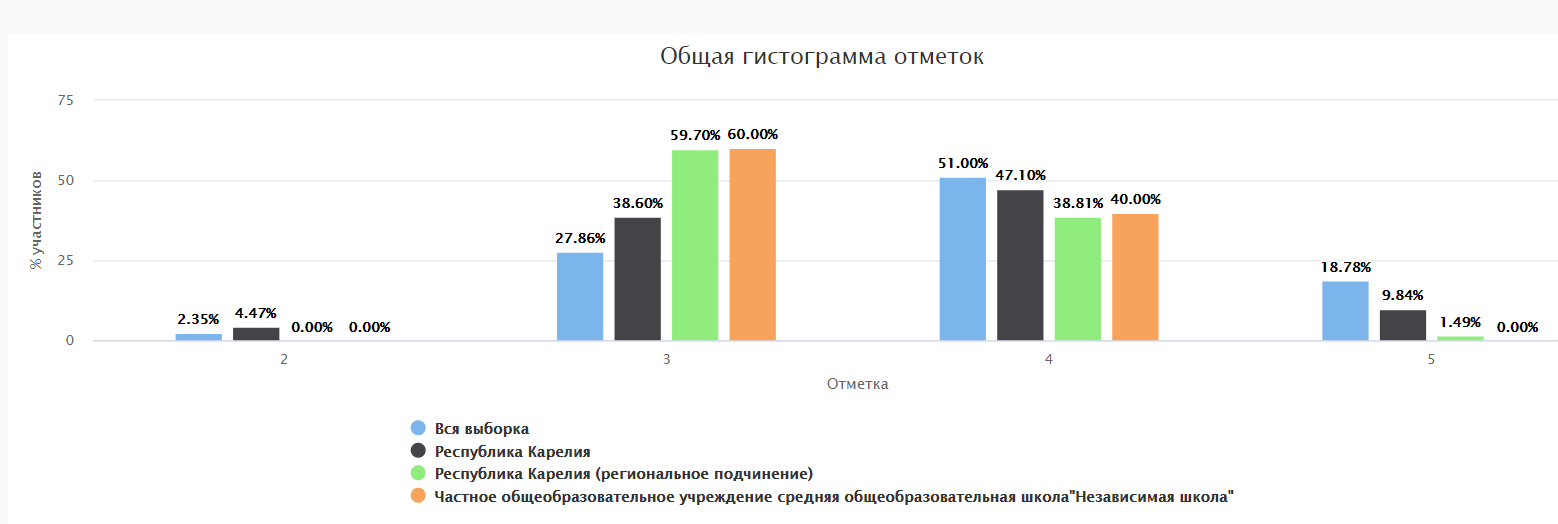 Общая гистограмма отметок
75
50
25
0
% участников
2.35% 4.47% 0.00% 0.00%
27.86% 38.60% 59.70% 60.00%
51.00% 47.10% 38.81% 40.00%
18.78% 9.84% 1.49% 0.00%
2 3 4 5
Отметка
Вся выборка
Республика Карелия
Республика Карелия (региональное подчинение)
Частное общеобразовательное учреждение средняя общеобразовательная школа"Независимая школа"